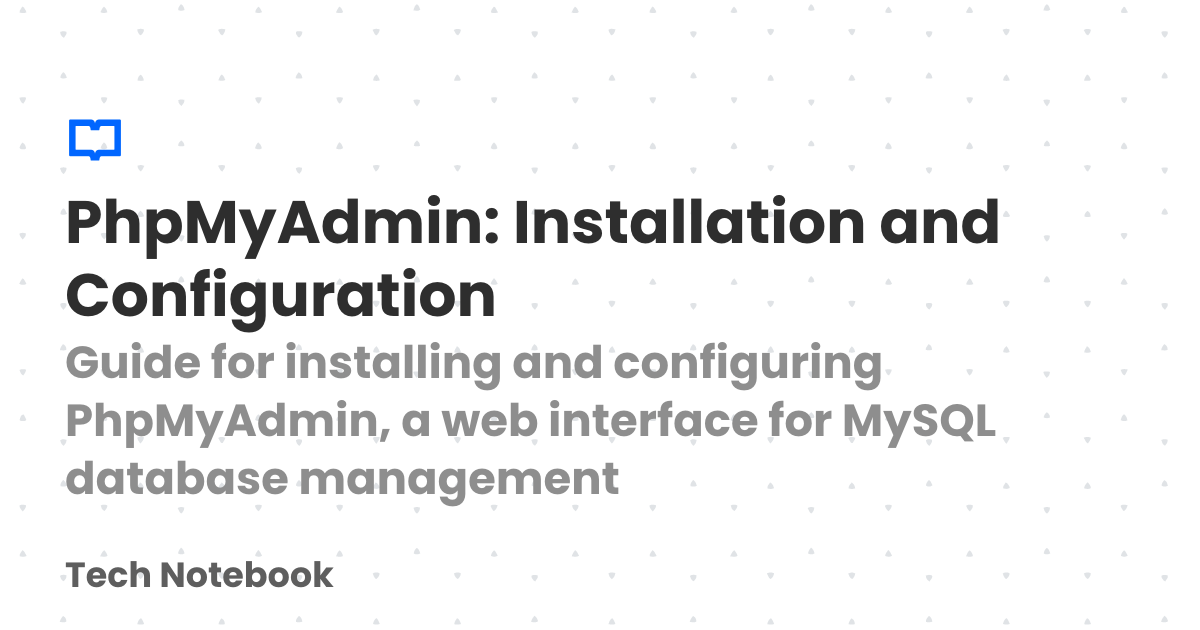 PhpMyAdmin: Installation and
Configuration
Guide for installing and configuring
PhpMyAdmin, a web interface for MySQL
database management
Tech Notebook